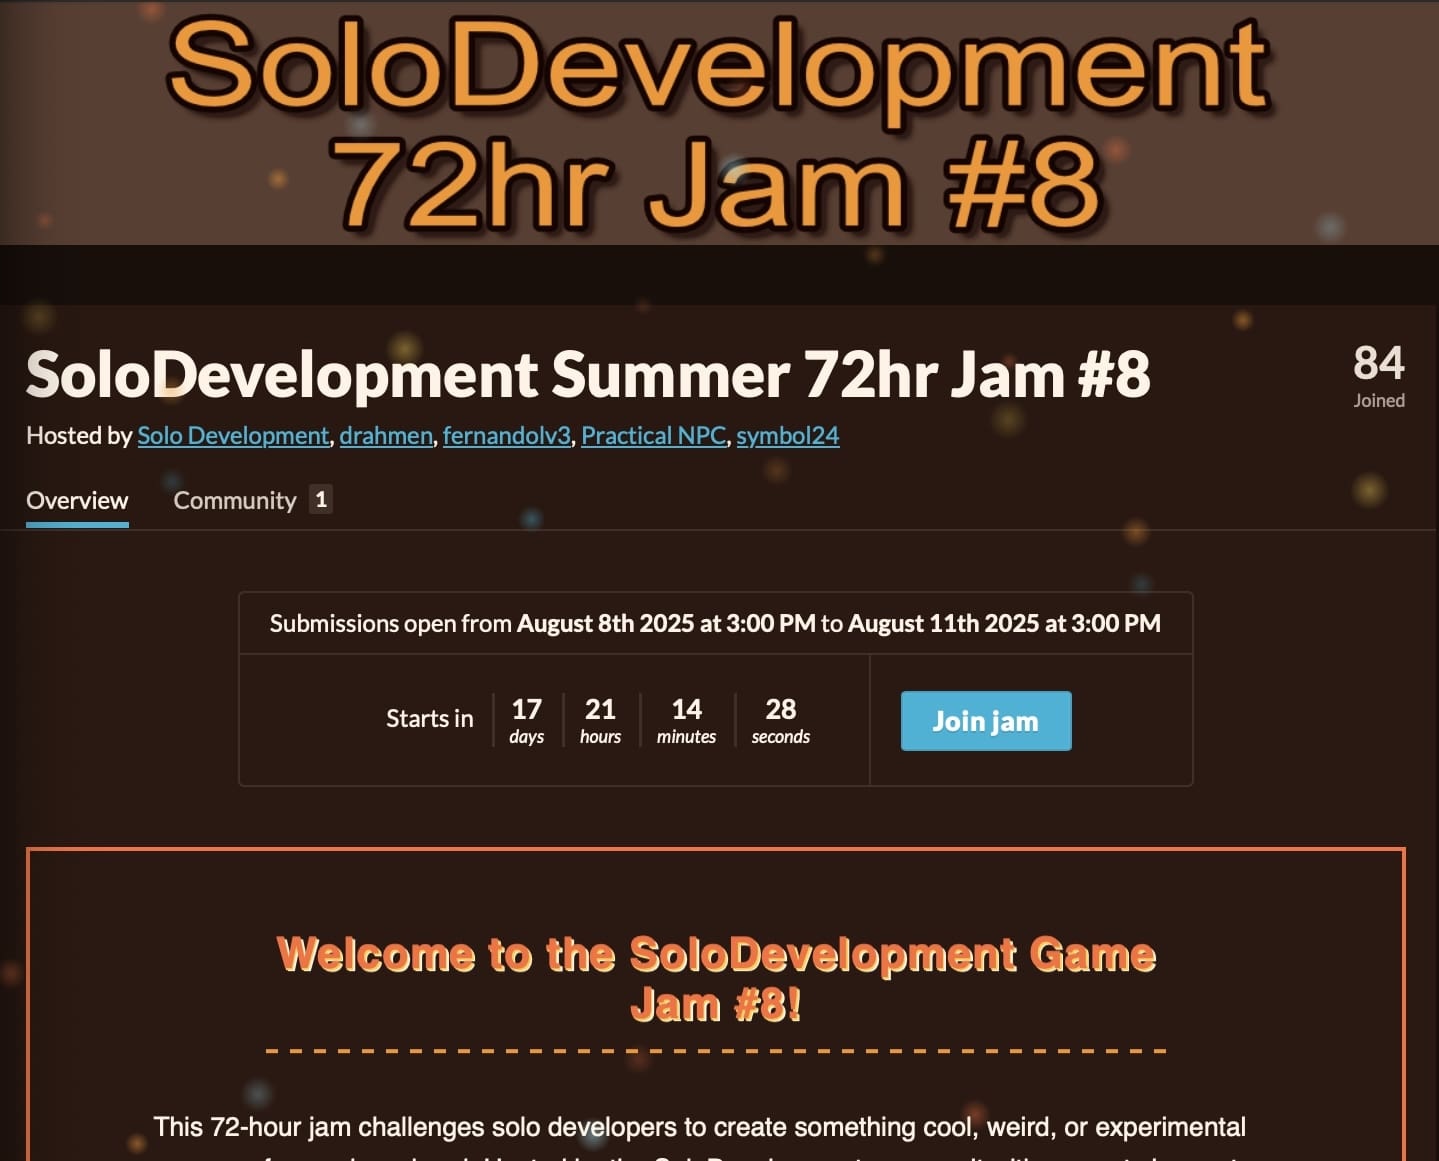 SoloDevelopment
72hr Jam #8
SoloDevelopment Summer 72hr Jam #8
84
Joined
Hosted by Solo Development, drahmen, fernandolv3, Practical NPC, symbol24
Overview Community 1
Submissions open from August 8th 2025 at 3:00 PM to August 11th 2025 at 3:00 PM
Starts in 17 days 21 hours 14 minutes 28 seconds
Join jam
Welcome to the SoloDevelopment Game
Jam #8!
This 72-hour jam challenges solo developers to create something cool, weird, or experimental